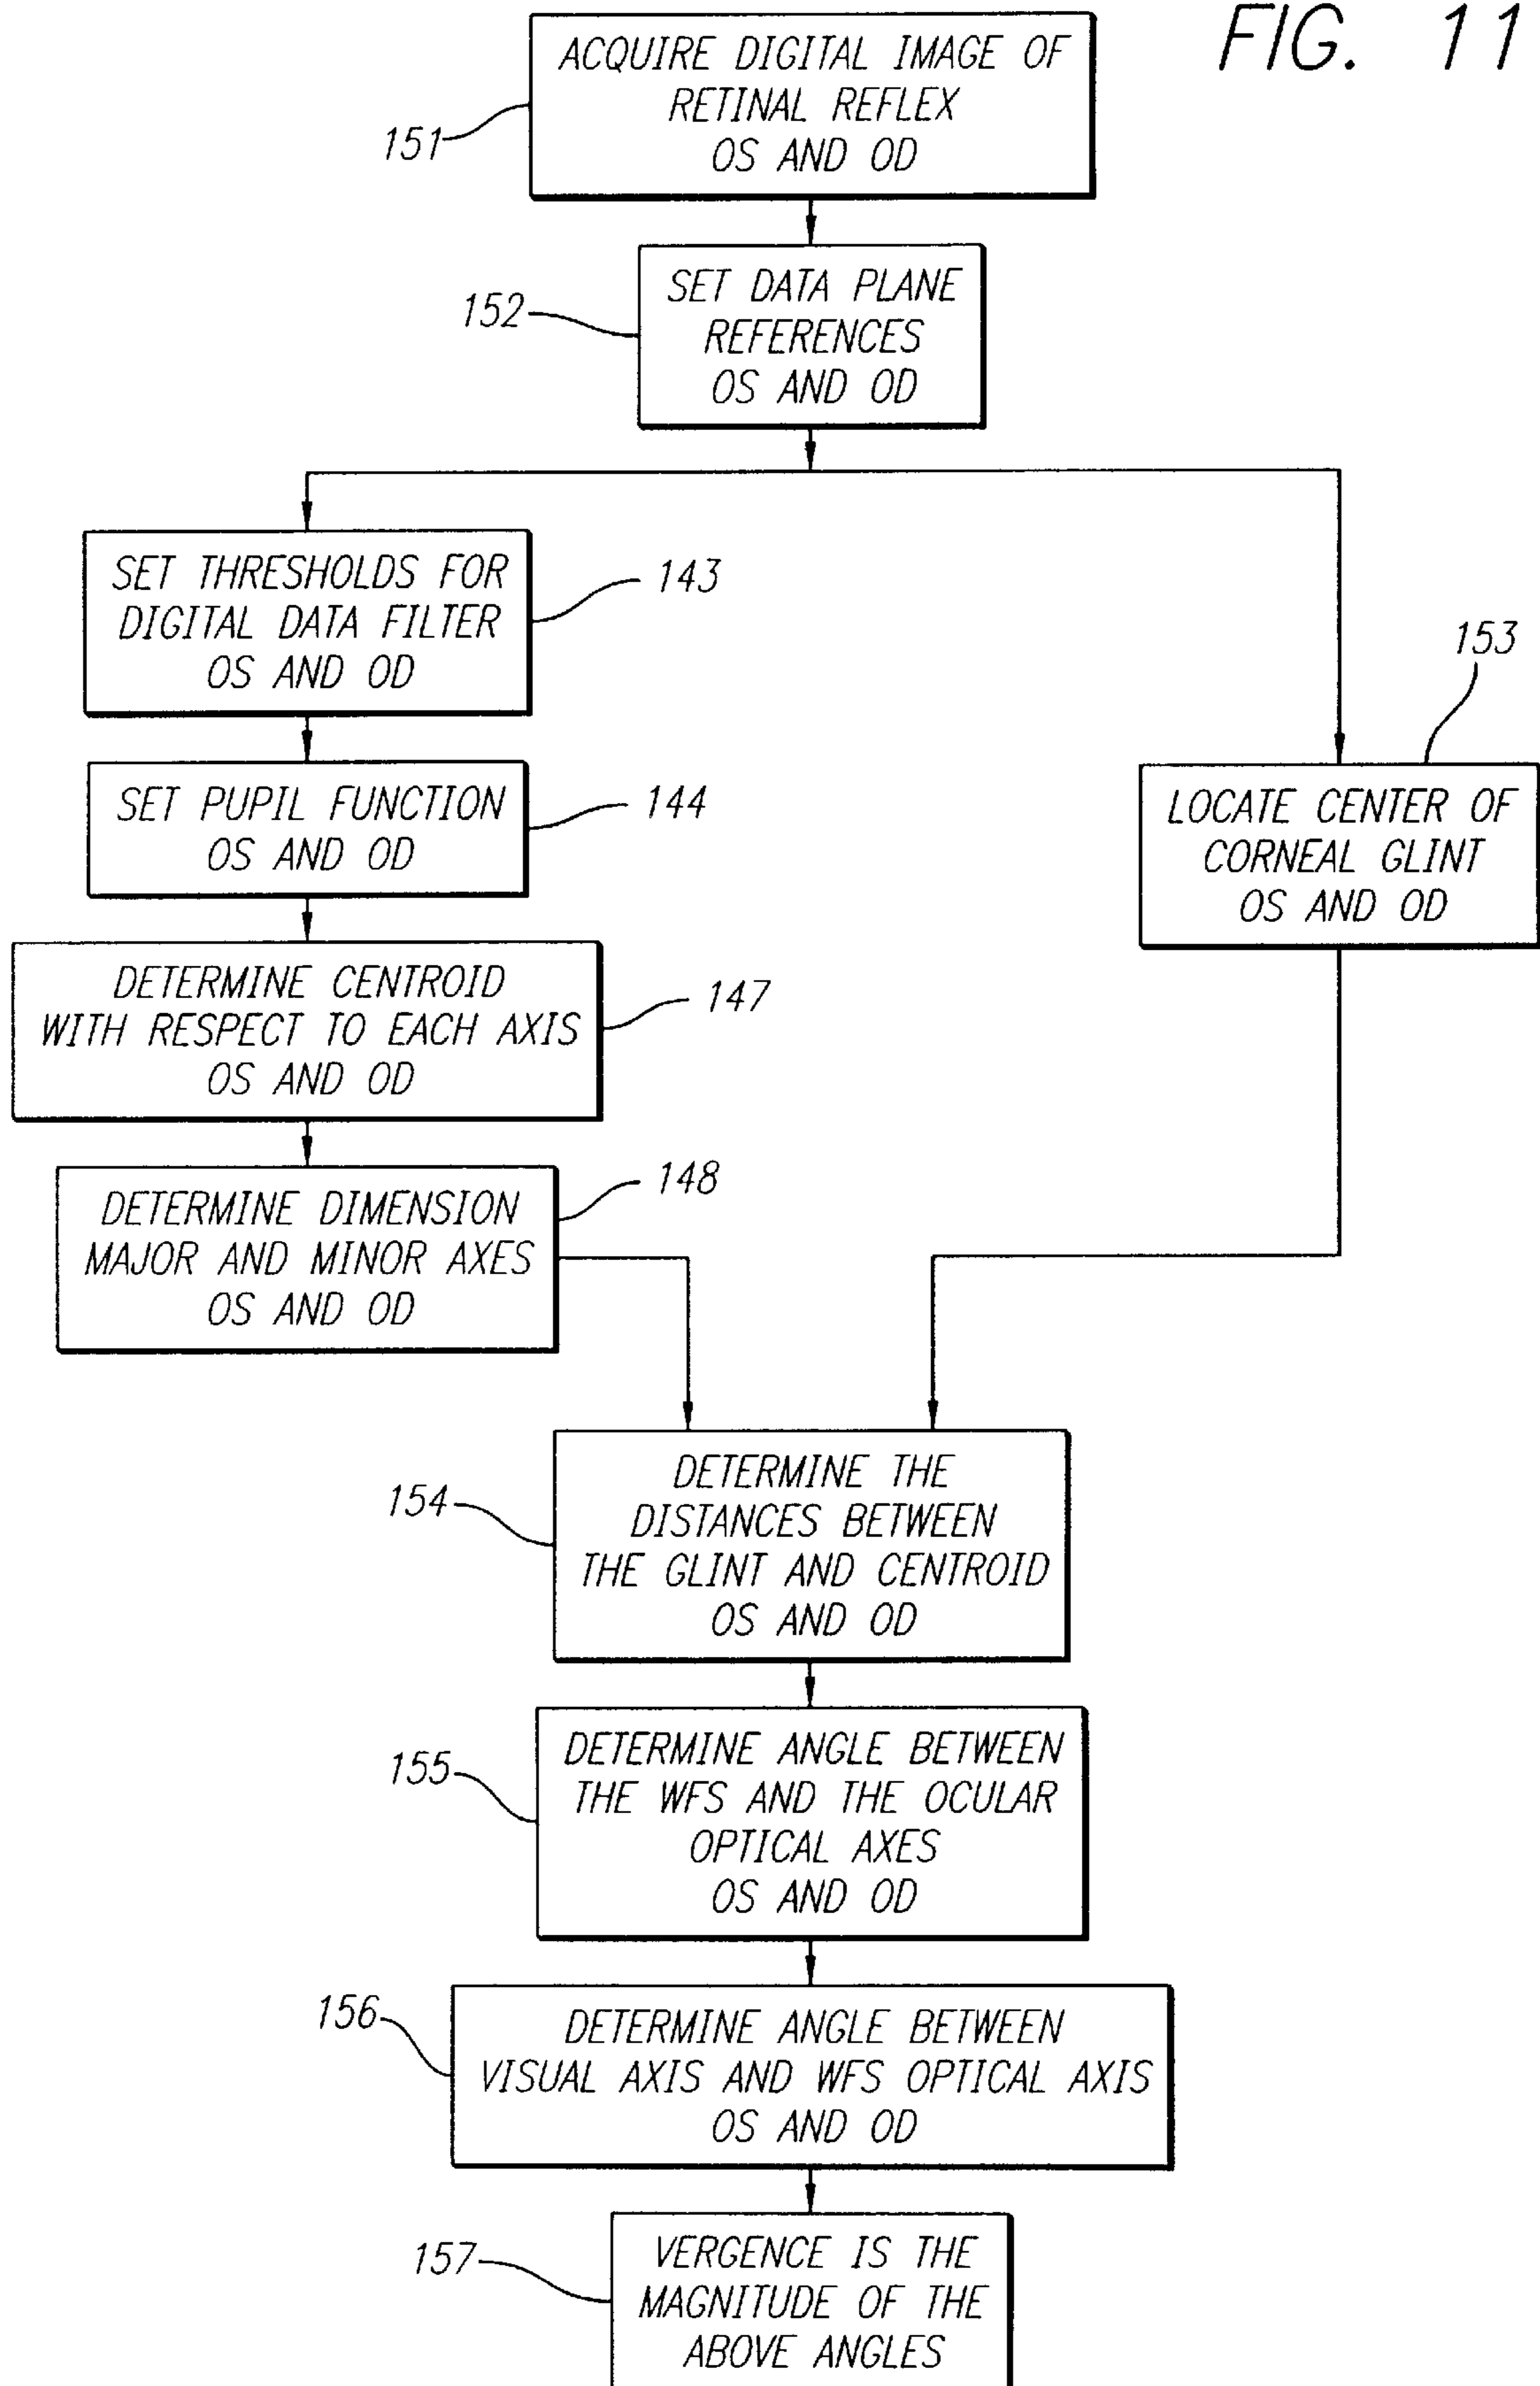 FIG. 11
ACQUIRE DIGITAL IMAGE OF
RETINAL REFLEX
OS AND OD
151
SET DATA PLANE
REFERENCES
OS AND OD
152
SET THRESHOLDS FOR
DIGITAL DATA FILTER
OS AND OD
143
SET PUPIL FUNCTION
OS AND OD
144
153
LOCATE CENTER OF
CORNEAL GLINT
OS AND OD
DETERMINE CENTROID
WITH RESPECT TO EACH AXIS
OS AND OD
147
DETERMINE DIMENSION
MAJOR AND MINOR AXES
OS AND OD
148
DETERMINE THE
DISTANCES BETWEEN
THE GLINT AND CENTROID
OS AND OD
154
DETERMINE ANGLE BETWEEN
THE WFS AND THE OCULAR
OPTICAL AXES
OS AND OD
155
DETERMINE ANGLE BETWEEN
VISUAL AXIS AND WFS OPTICAL AXIS
OS AND OD
156
VERGENCE IS THE
MAGNITUDE OF THE
ABOVE ANGLES
157